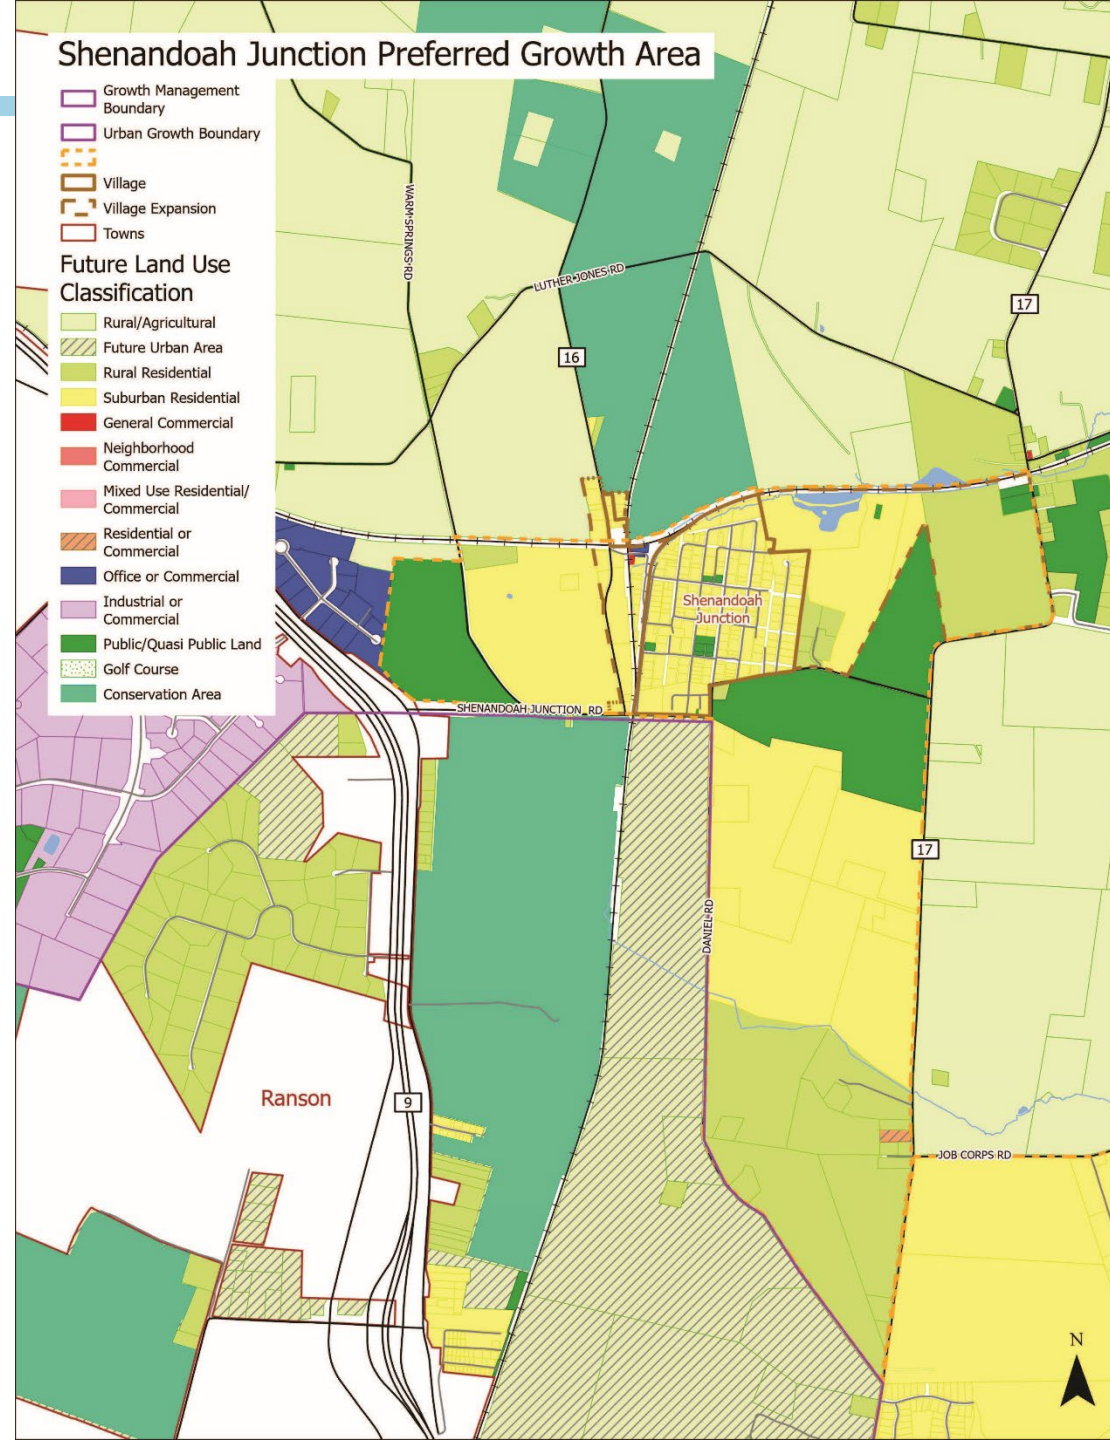 Shenandoah Junction Preferred Growth Area
Growth Management
Boundary
Urban Growth Boundary
Village
Village Expansion
Towns
Future Land Use
Classification
Rural/Agricultural
Future Urban Area
Rural Residential
Suburban Residential
General Commercial
Neighborhood
Commercial
Mixed Use Residential/
Commercial
Residential or
Commercial
Office or Commercial
Industrial or
Commercial
Public/Quasi Public Land
Golf Course
Conservation Area
WARM-SPRINGS-RD
LUTHER JONES RD
17
16
Shenandoah
Junction
SHENANDOAH-JUNCTION RD
17
DANIEL-RD
Ranson
9
JOB CORPS RD
N